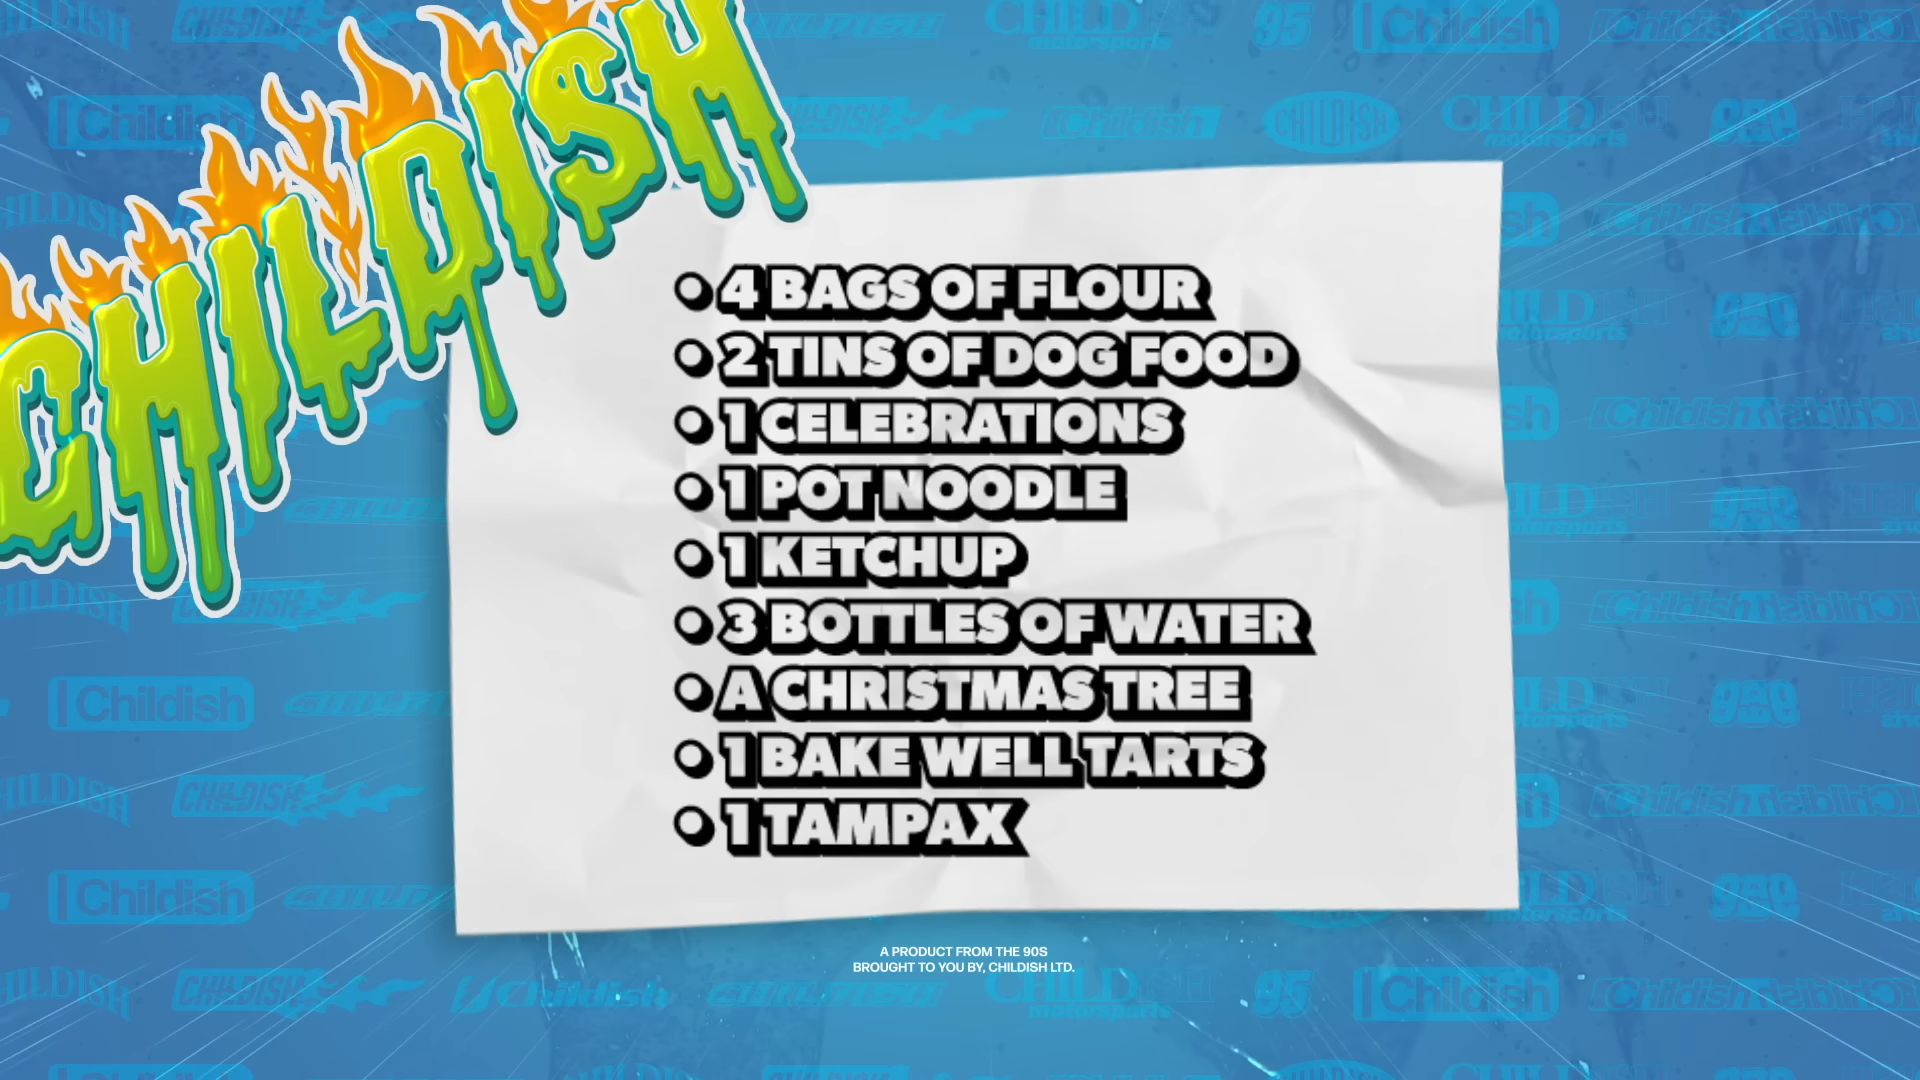 CHILDISH
4 BAGS OF FLOUR
2 TINS OF DOG FOOD
1 CELEBRATIONS
1 POT NOODLE
1 KETCHUP
3 BOTTLES OF WATER
A CHRISTMAS TREE
1 BAKE WELL TARTS
1 TAMPAX
A PRODUCT FROM THE 90S
BROUGHT TO YOU BY, CHILDISH LTD.